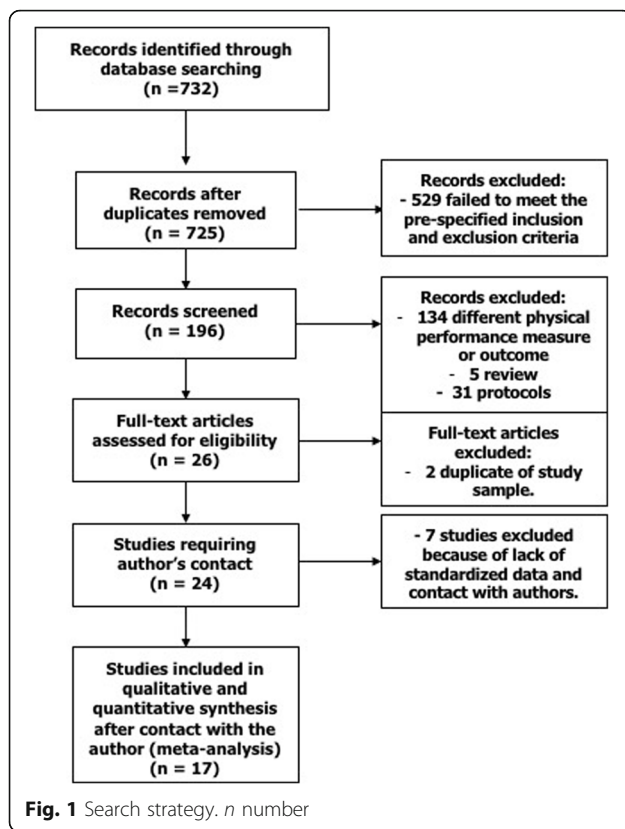 Records identified through
database searching
(n =732)
Records after
duplicates removed
(n = 725)
Records excluded:
- 529 failed to meet the
pre-specified inclusion
and exclusion criteria
Records screened
(n = 196)
Records excluded:
- 134 different physical
performance measure
or outcome
- 5 review
- 31 protocols
Full-text articles
assessed for eligibility
(n = 26)
Full-text articles
excluded:
- 2 duplicate of study
sample.
Studies requiring
author's contact
(n = 24)
- 7 studies excluded
because of lack of
standardized data and
contact with authors.
Studies included in
qualitative and
quantitative synthesis
after contact with the
author (meta-analysis)
(n = 17)
Fig. 1 Search strategy. n number